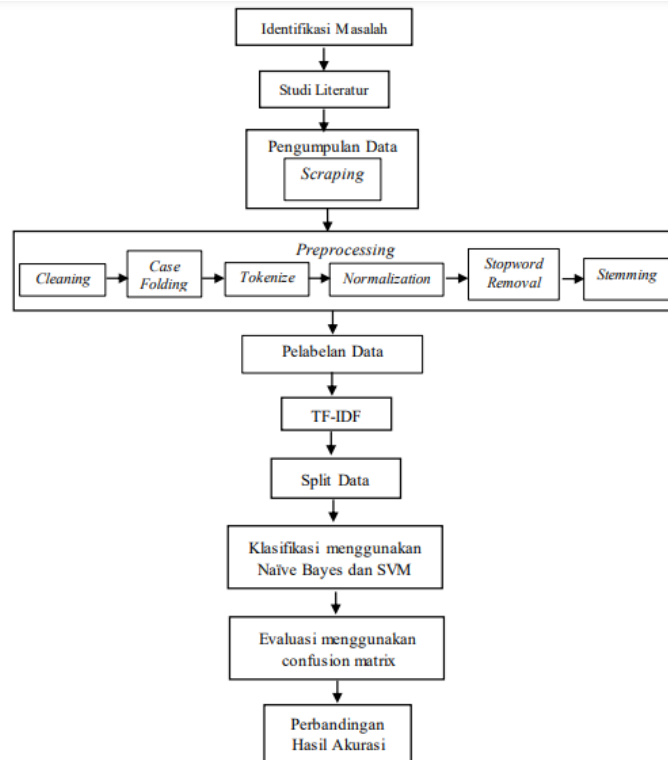 Identifikasi Masalah
Studi Literatur
Pengumpulan Data
Scraping
Preprocessing
Cleaning
Case
Folding
Tokenize
Normalization
Stopword
Removal
Stemming
Pelabelan Data
TF-IDF
Split Data
Klasifikasi menggunakan
Naïve Bayes dan SVM
Evaluasi menggunakan
confusion matrix
Perbandingan
Hasil Akurasi